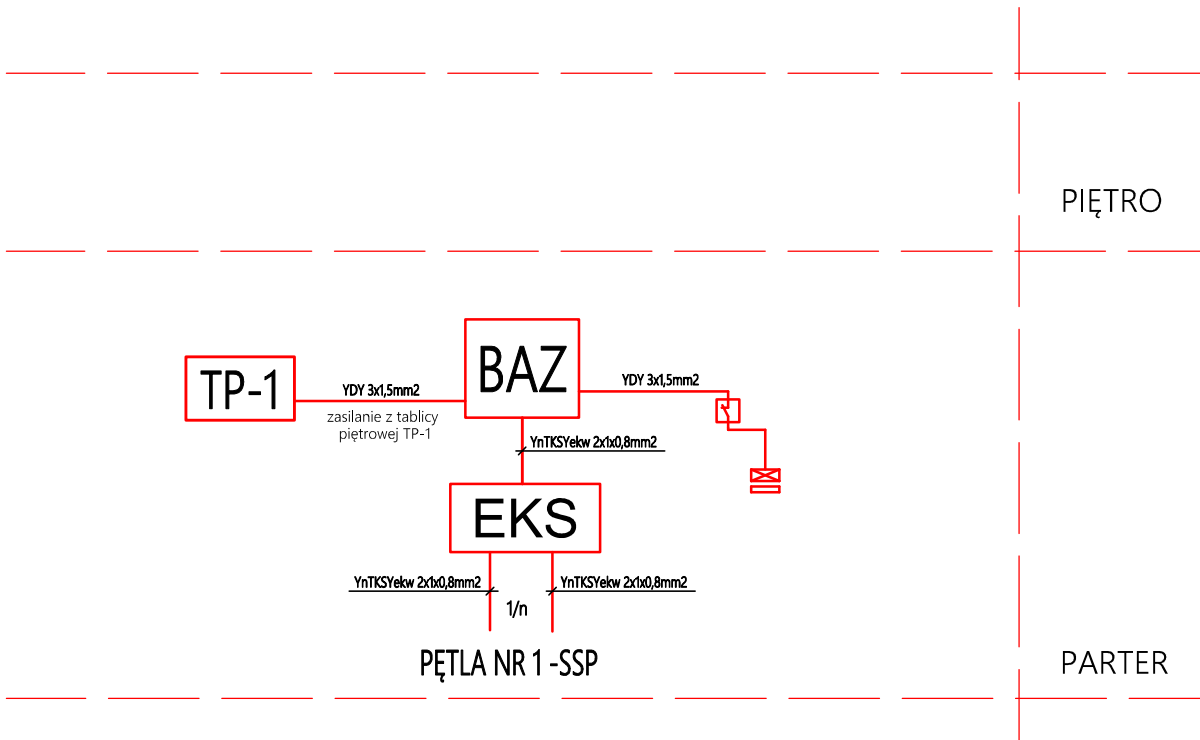 PIĘTRO
BAZ
TP-1
YDY 3x1,5mm2
YDY 3x1,5mm2
zasilanie z tablicy
piętrowej TP-1
YnTKSYekw 2x1x0,8mm2
EKS
YnTKSYekw 2x1x0,8mm2
YnTKSYekw 2x1x0,8mm2
1/n
PĘTLA NR 1 -SSP
PARTER